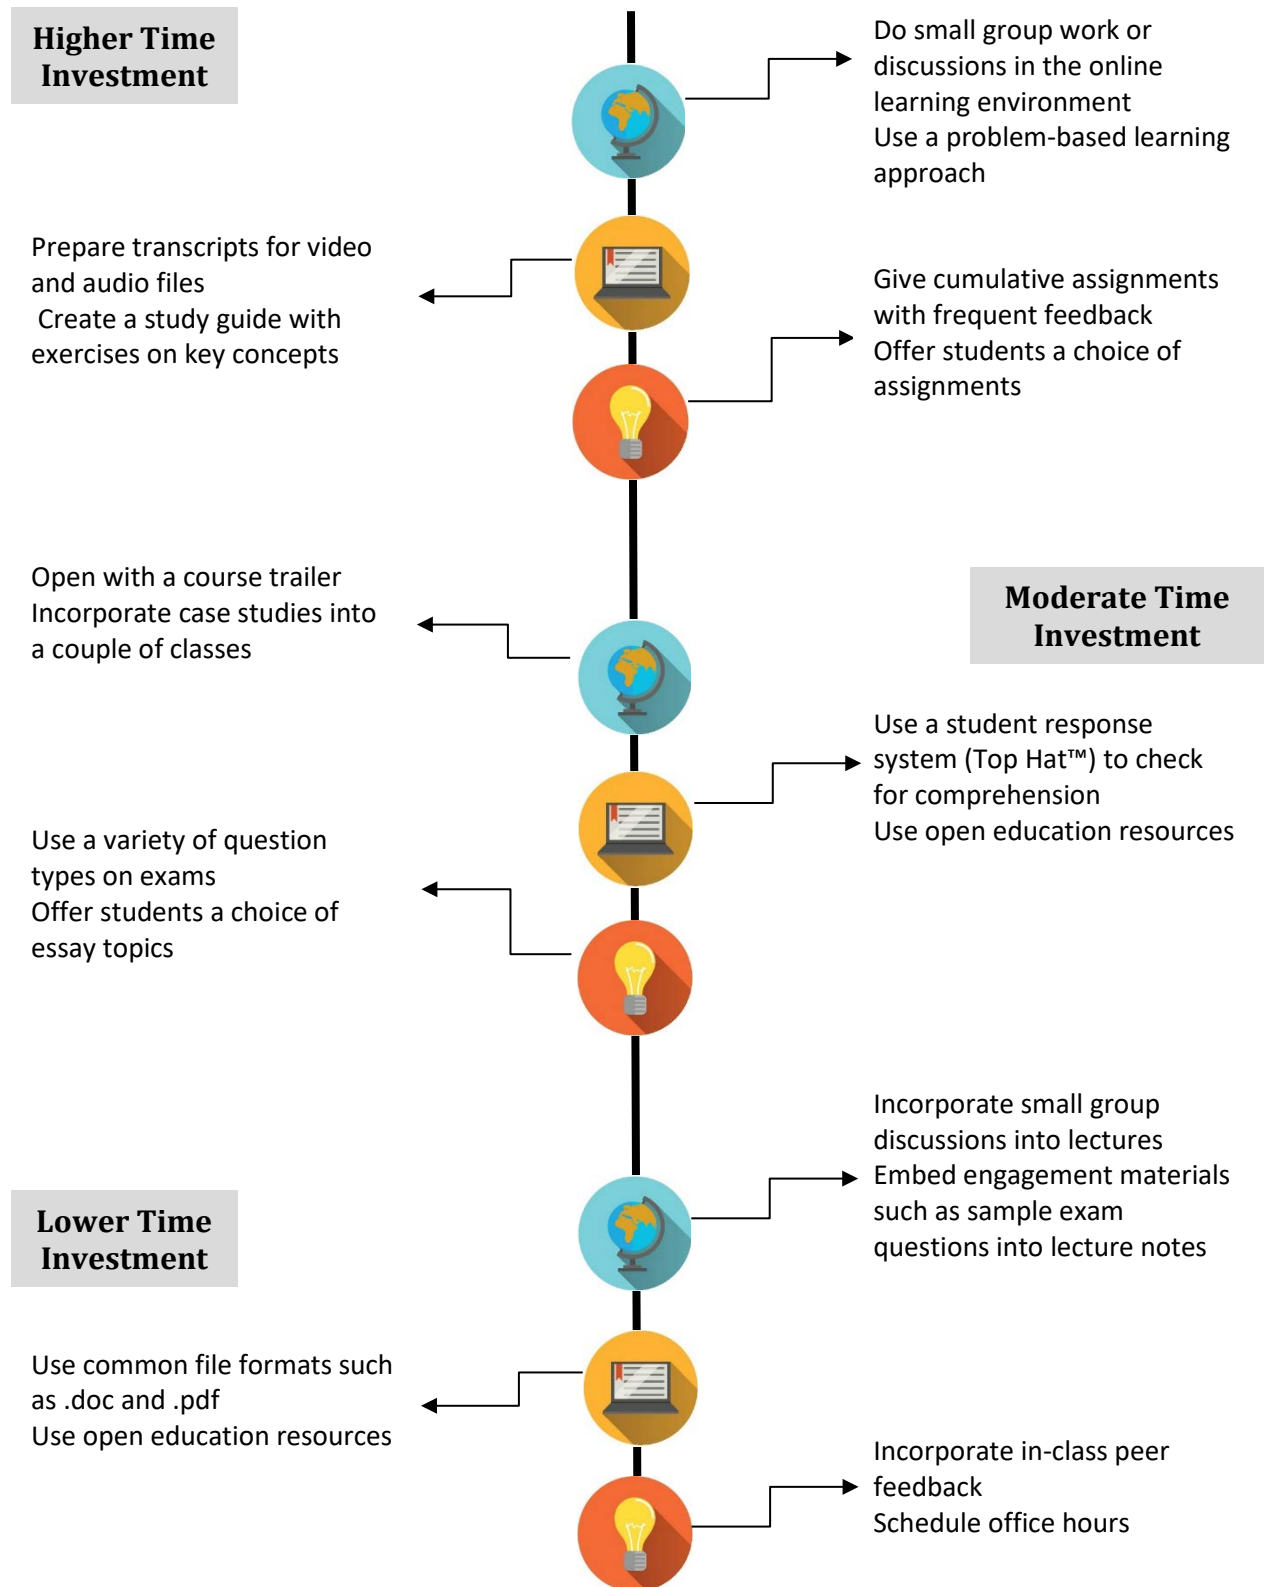 Higher Time
Investment
Do small group work or
discussions in the online
learning environment
Use a problem-based learning
approach
Prepare transcripts for video
and audio files
Create a study guide with
exercises on key concepts
Give cumulative assignments
with frequent feedback
Offer students a choice of
assignments
Open with a course trailer
Incorporate case studies into
a couple of classes
Moderate Time
Investment
Use a student response
system (Top Hat™) to check
for comprehension
Use open education resources
Use a variety of question
types on exams
Offer students a choice of
essay topics
Incorporate small group
discussions into lectures
Embed engagement materials
such as sample exam
questions into lecture notes
Lower Time
Investment
Use common file formats such
as .doc and .pdf
Use open education resources
Incorporate in-class peer
feedback
Schedule office hours